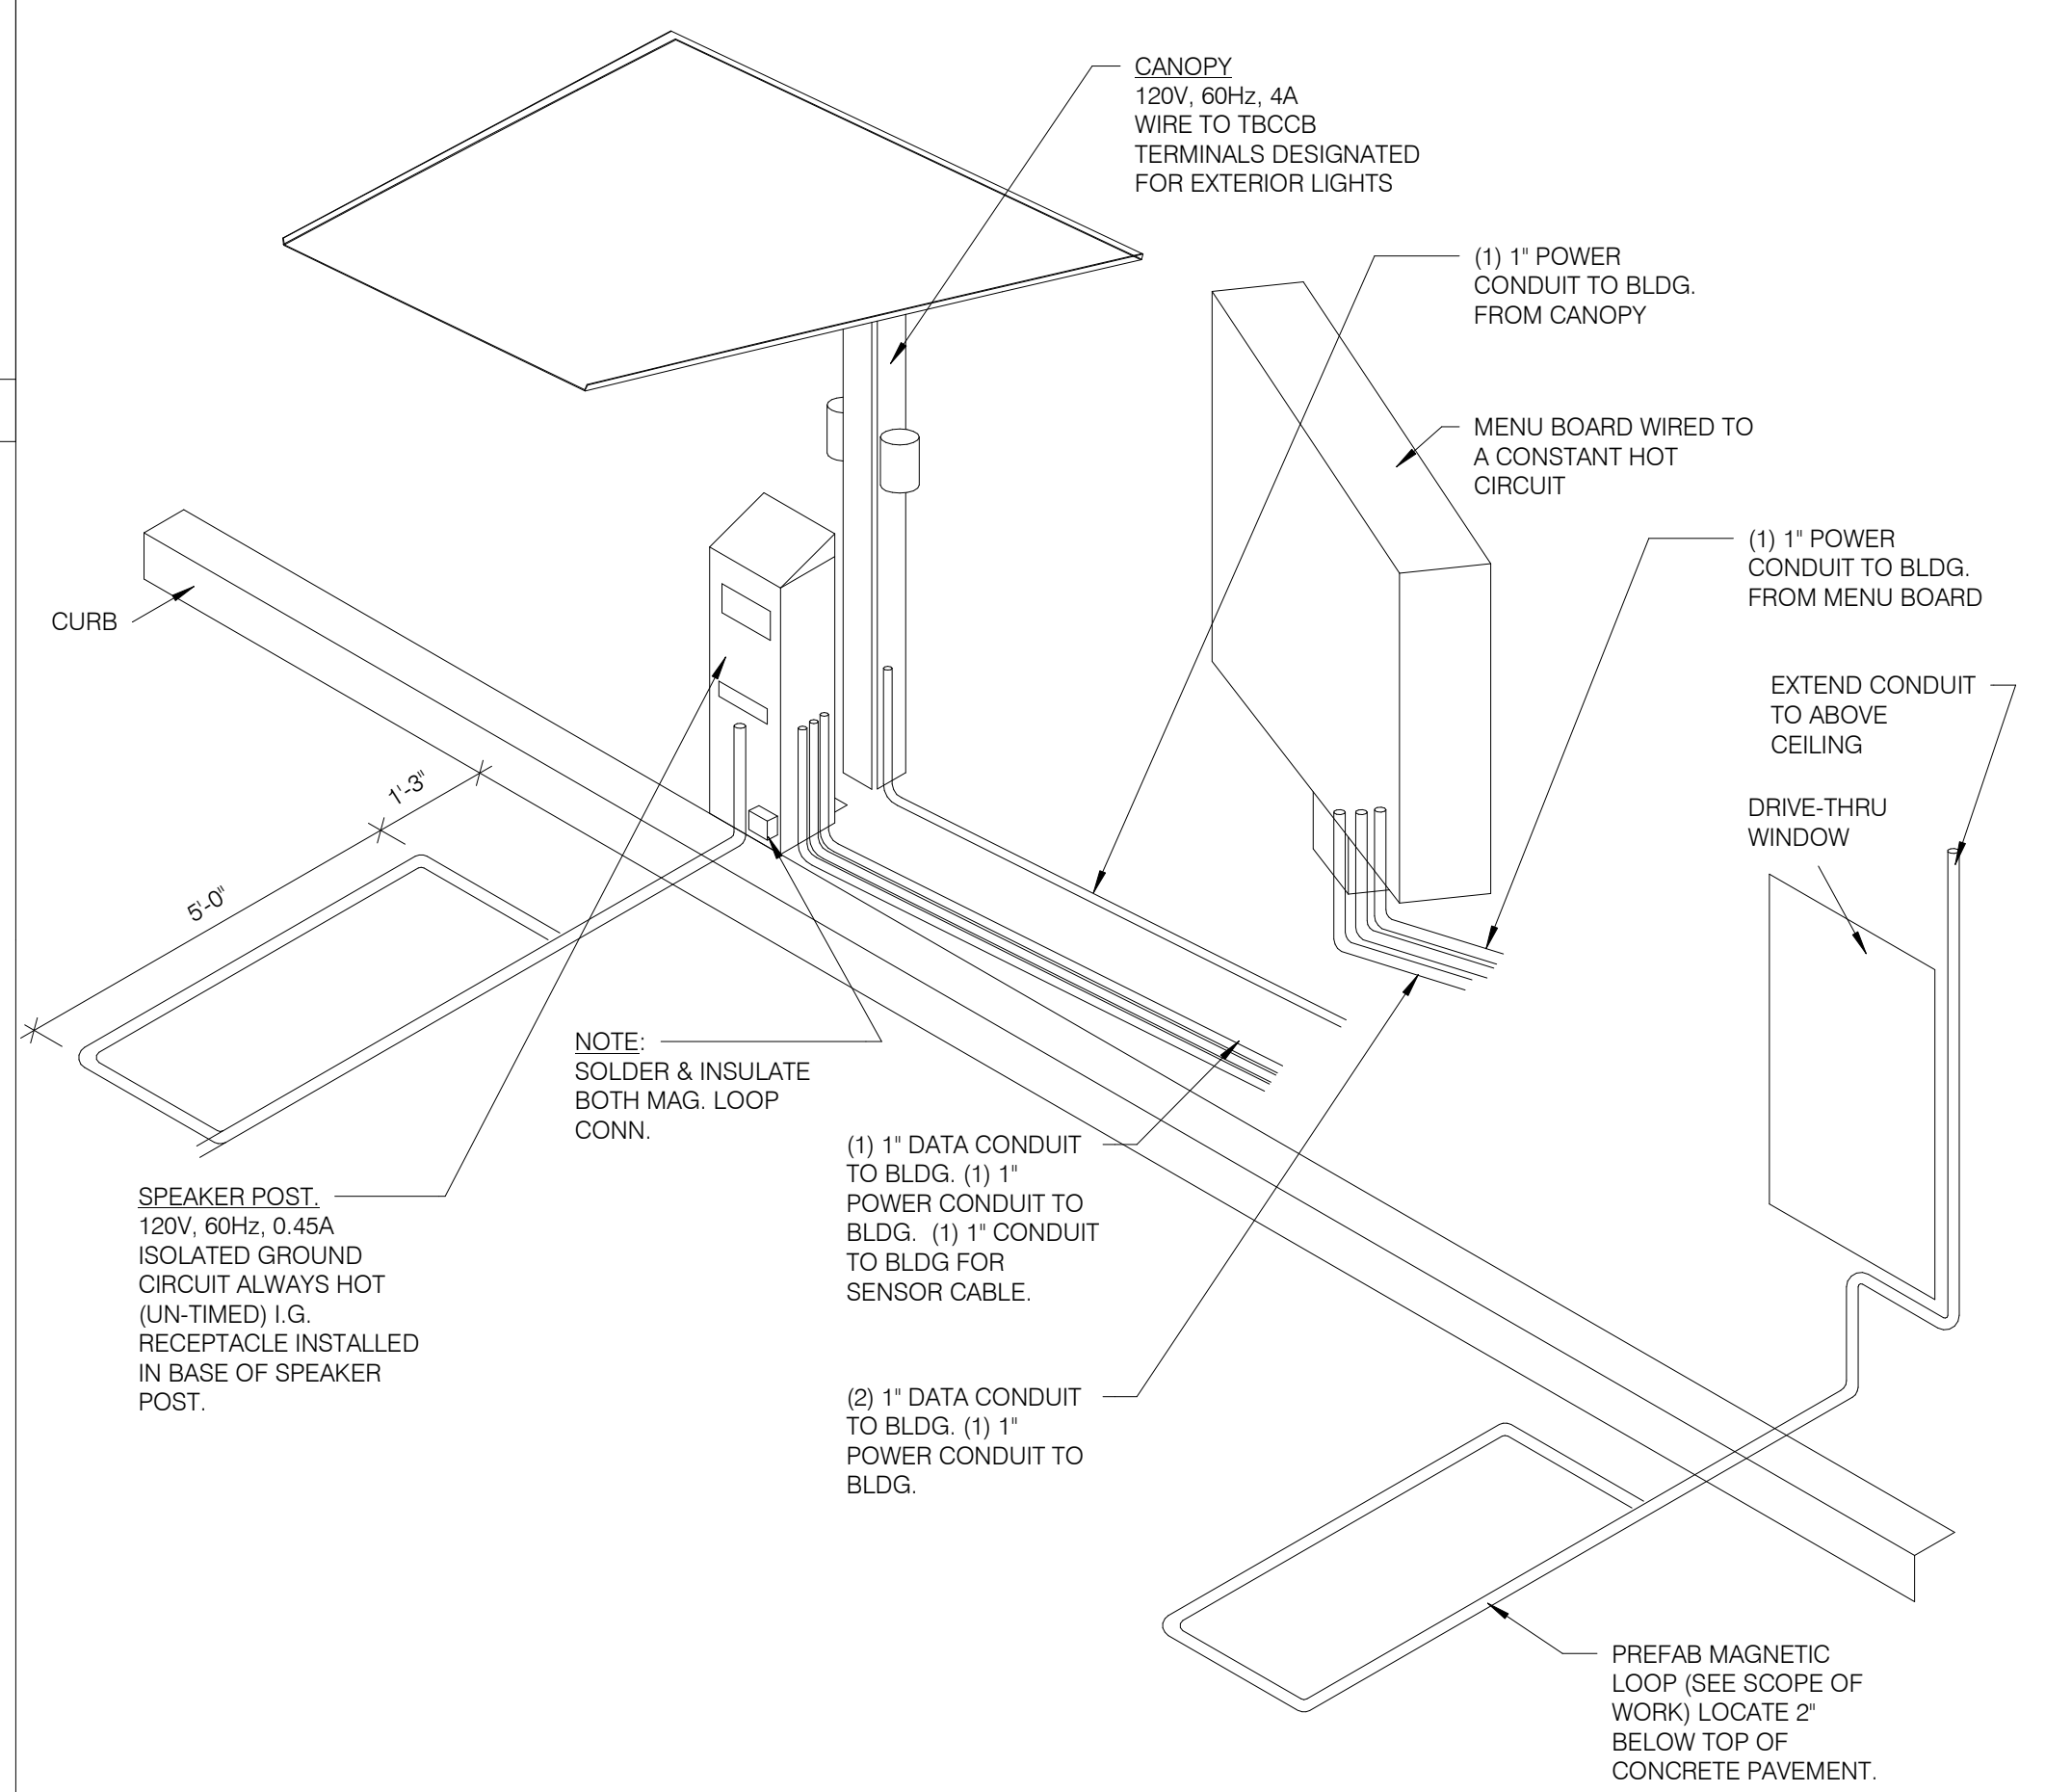 CANOPY
120V, 60Hz, 4A
WIRE TO TBCCB
TERMINALS DESIGNATED
FOR EXTERIOR LIGHTS
(1) 1" POWER
CONDUIT TO BLDG.
FROM CANOPY
MENU BOARD WIRED TO
A CONSTANT HOT
CIRCUIT
(1) 1" POWER
CONDUIT TO BLDG.
FROM MENU BOARD
CURB
EXTEND CONDUIT
TO ABOVE
CEILING
DRIVE-THRU
WINDOW
1'-3"
5'-0"
NOTE:
SOLDER & INSULATE
BOTH MAG. LOOP
CONN.
(1) 1" DATA CONDUIT
TO BLDG. (1) 1"
POWER CONDUIT TO
BLDG.  (1) 1" CONDUIT
TO BLDG FOR
SENSOR CABLE.
SPEAKER POST.
120V, 60Hz, 0.45A
ISOLATED GROUND
CIRCUIT ALWAYS HOT
(UN-TIMED) I.G.
RECEPTACLE INSTALLED
IN BASE OF SPEAKER
POST.
(2) 1" DATA CONDUIT
TO BLDG. (1) 1"
POWER CONDUIT TO
BLDG.
PREFAB MAGNETIC
LOOP (SEE SCOPE OF
WORK) LOCATE 2"
BELOW TOP OF
CONCRETE PAVEMENT.